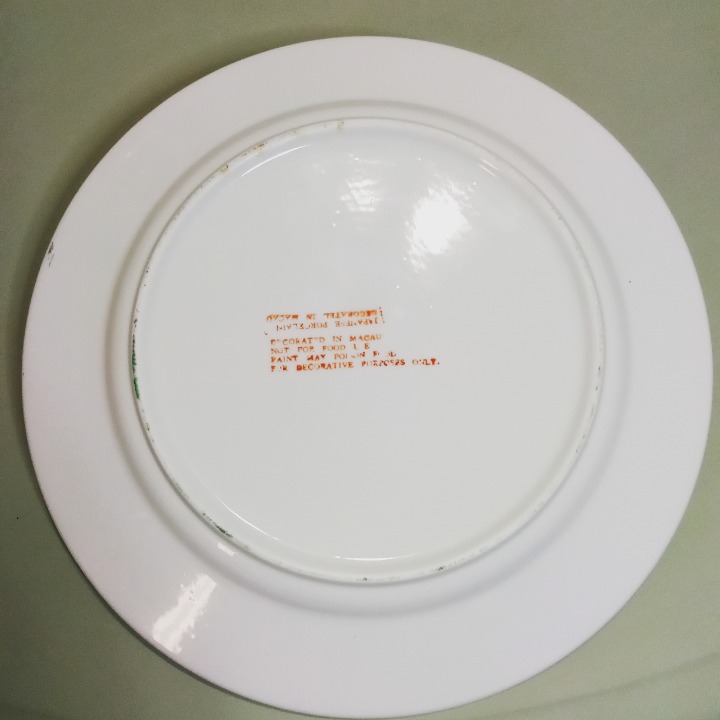 JAPANESE PORCELAIN
DECORATED IN MACAU
DECORATED IN MACAU
NOT FOR FOOD USE
PAINT MAY POISON FOOD
FOR DECORATIVE PURPOSES ONLY.